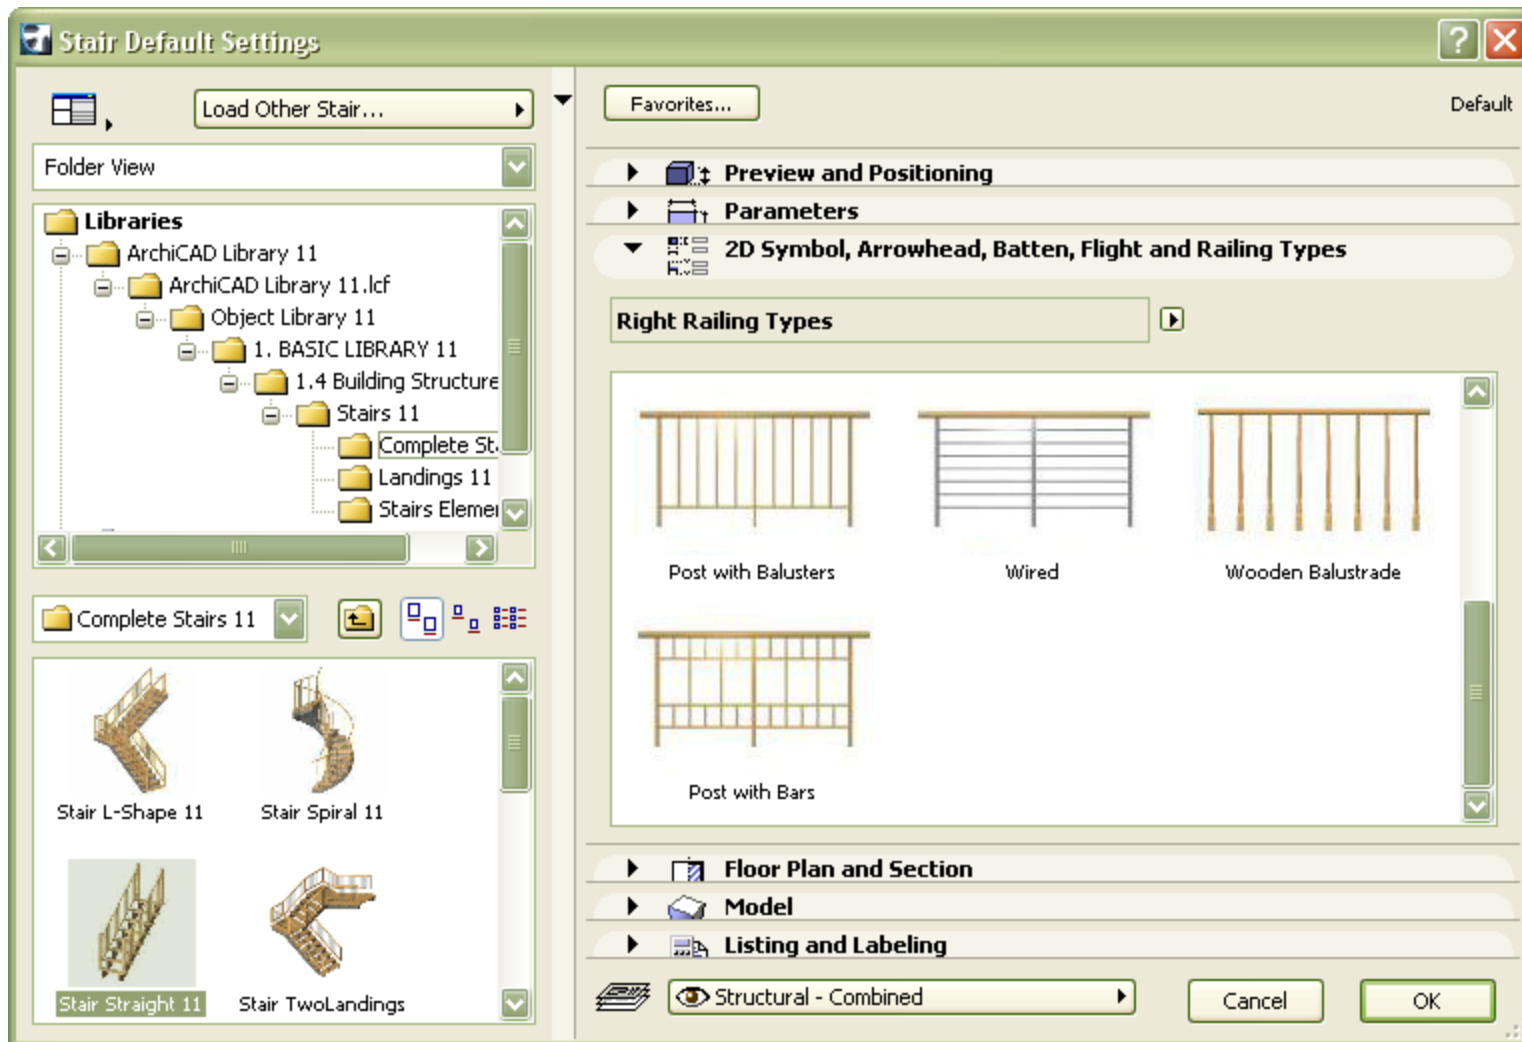 Stair Default Settings
Load Other Stair...
Folder View
Libraries
ArchiCAD Library 11
ArchiCAD Library 11.lcf
Object Library 11
1. BASIC LIBRARY 11
1.4 Building Structure
Stairs 11
Complete St
Landings 11
Stairs Elemer
Complete Stairs 11
Stair L-Shape 11
Stair Spiral 11
Stair Straight 11
Stair TwoLandings
Favorites...
Default
Preview and Positioning
Parameters
2D Symbol, Arrowhead, Batten, Flight and Railing Types
Right Railing Types
Post with Balusters
Wired
Wooden Balustrade
Post with Bars
Floor Plan and Section
Model
Listing and Labeling
Structural - Combined
Cancel
OK